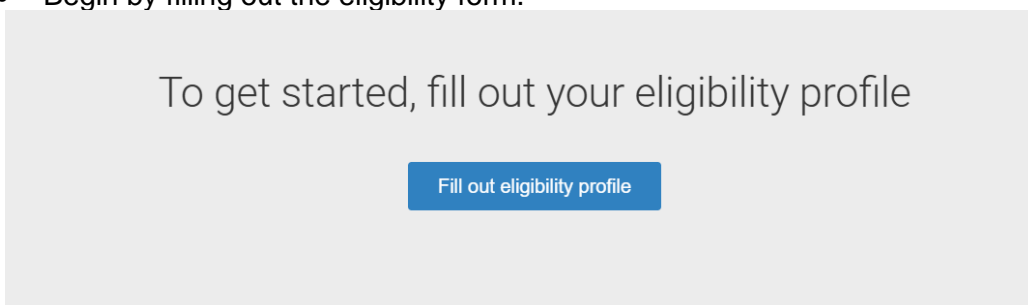 Begin by filling out the eligibility form.
To get started, fill out your eligibility profile
Fill out eligibility profile